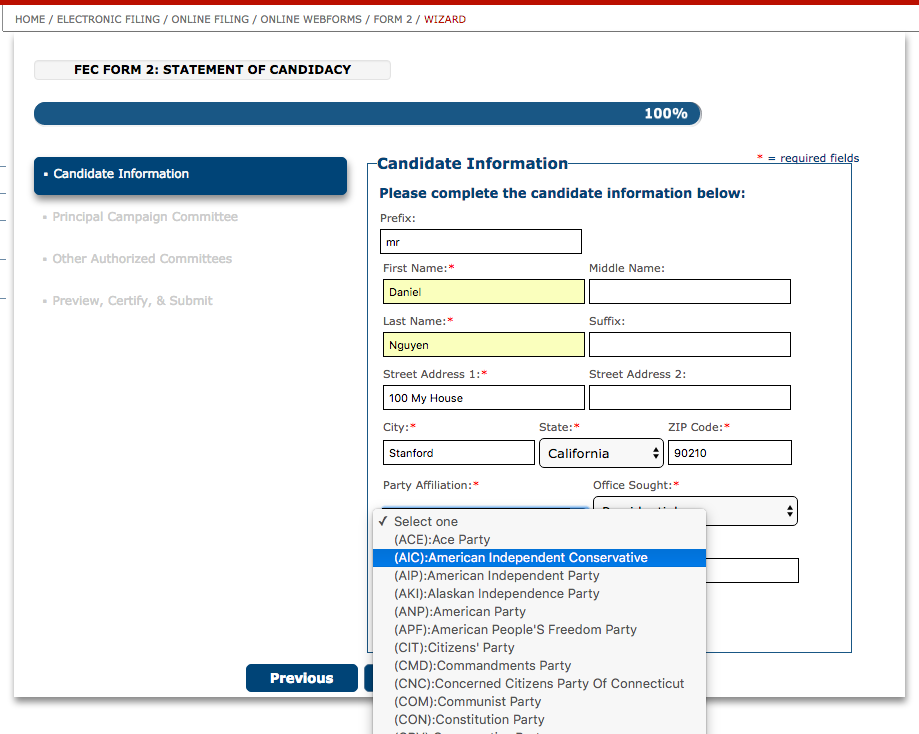 HOME / ELECTRONIC FILING / ONLINE FILING / ONLINE WEBFORMS / FORM 2 / WIZARD
FEC FORM 2: STATEMENT OF CANDIDACY
100%
▪ Candidate Information
▪ Principal Campaign Committee
▪ Other Authorized Committees
▪ Preview, Certify, & Submit
* = required fields
Candidate Information
Please complete the candidate information below:
Prefix:
mr
First Name:* Middle Name:
Daniel
Last Name:* Suffix:
Nguyen
Street Address 1:* Street Address 2:
100 My House
City:* State:* ZIP Code:*
Stanford California 90210
Party Affiliation:* Office Sought:*
✓ Select one
(ACE):Ace Party
(AIC):American Independent Conservative
(AIP):American Independent Party
(AKI):Alaskan Independence Party
(ANP):American Party
(APF):American People'S Freedom Party
(CIT):Citizens' Party
(CMD):Commandments Party
(CNC):Concerned Citizens Party Of Connecticut
(COM):Communist Party
(CON):Constitution Party
Previous